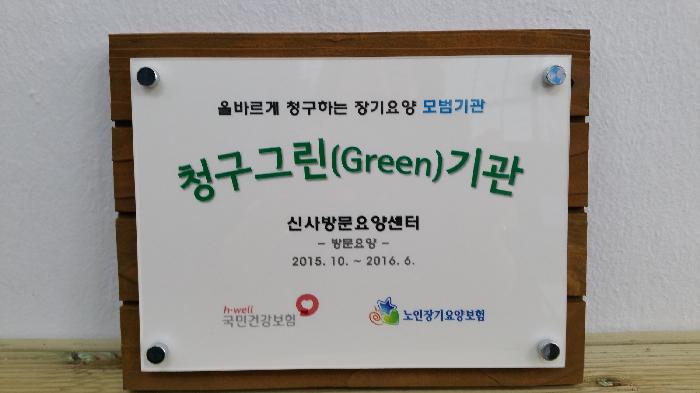 올바르게 청구하는 장기요양 모범기관
청구그린(Green)기관
신사방문요양센터
- 방문요양 -
2015. 10. ~ 2016. 6.
h-well
국민건강보험
노인장기요양보험